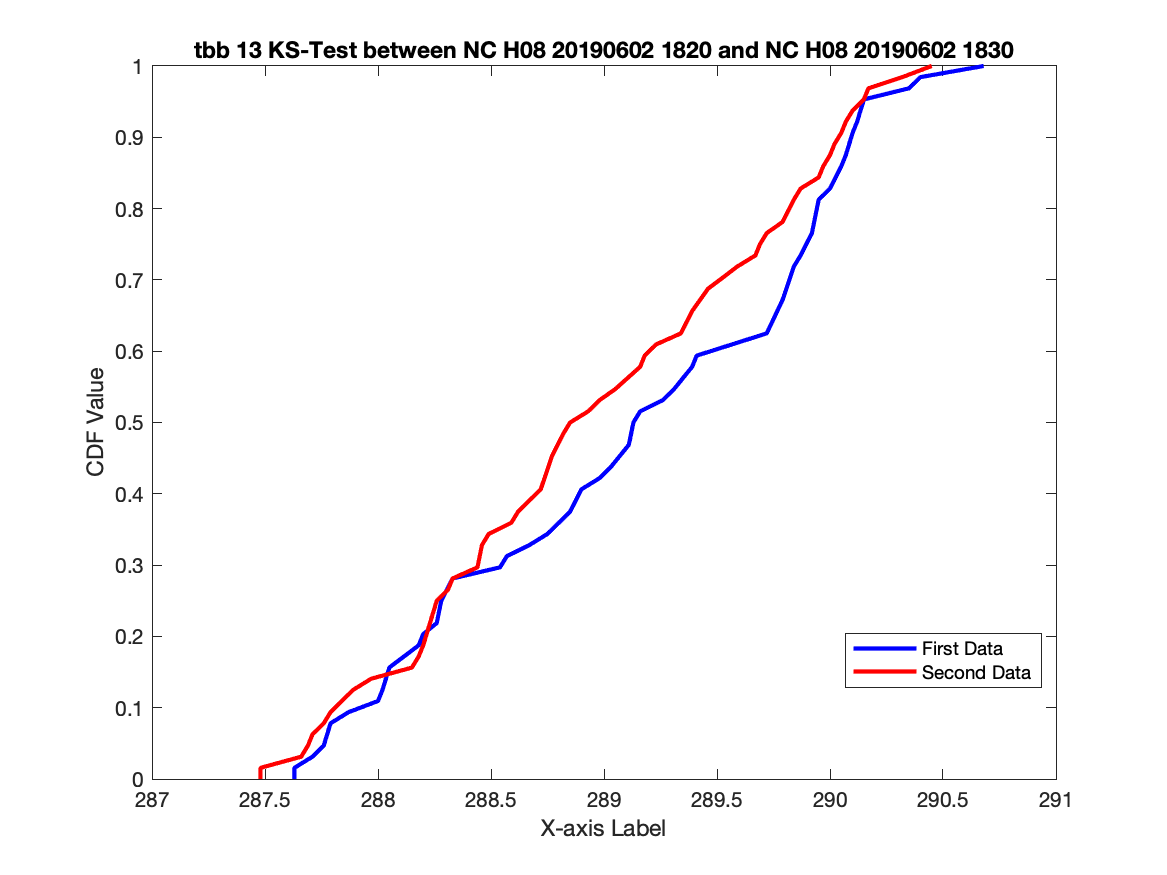 tbb 13 KS-Test between NC H08 20190602 1820 and NC H08 20190602 1830
1
0.9
0.8
0.7
0.6
0.5
0.4
0.3
0.2
0.1
0
CDF Value
First Data
Second Data
287 287.5 288 288.5 289 289.5 290 290.5 291
X-axis Label